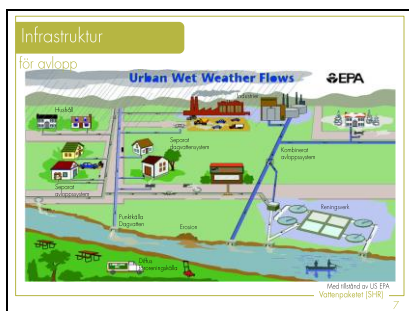 Infrastruktur
för avlopp
Urban Wet Weather Flows
EPA
Industrier
Hushåll
Separat
dagvattensystem
Kombinerat
avloppssystem
Separat
avloppssystem
Punktkälla
Dagvatten
Erosion
Reningsverk
Diffus
föroreningskälla
Med tillstånd av US EPA
Vattenpaketet (SHR)
7